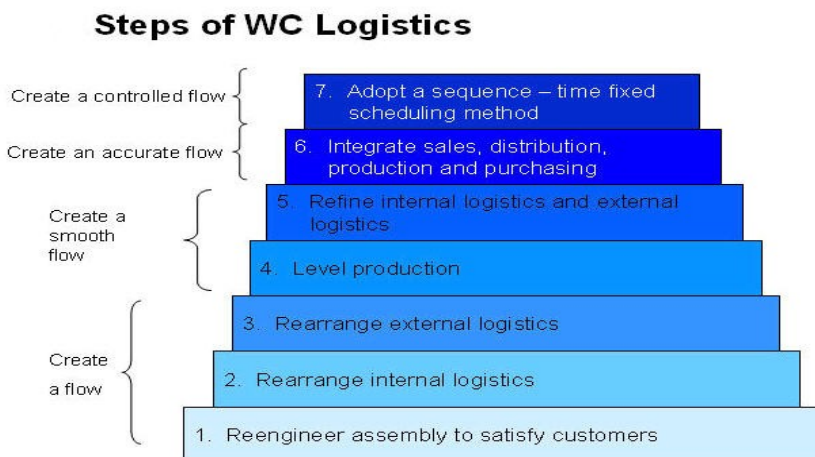 Steps of WC Logistics
Create a controlled flow
7. Adopt a sequence – time fixed
scheduling method
Create an accurate flow
6. Integrate sales, distribution,
production and purchasing
Create a
smooth
flow
5. Refine internal logistics and external
logistics
4. Level production
Create
a flow
3. Rearrange external logistics
2. Rearrange internal logistics
1. Reengineer assembly to satisfy customers